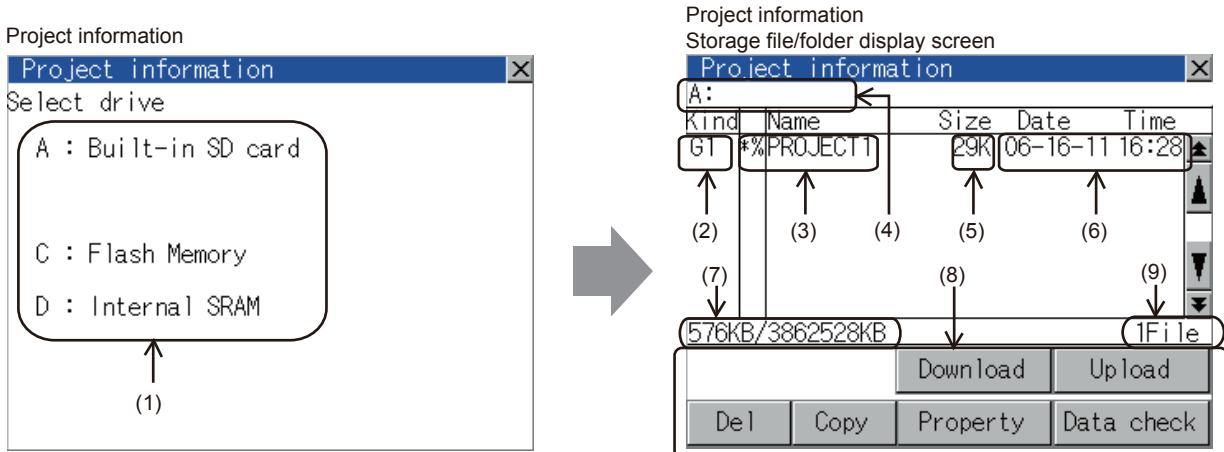 Project information
Project information
Select drive
A : Built-in SD card
C : Flash Memory
D : Internal SRAM
(1)
Project information
Storage file/folder display screen
Project information
A:
Kind Name Size Date Time
G1 *%PROJECT1 29K 06-16-11 16:28
(2) (3) (4) (5) (6)
(7) (8) (9)
576KB/3862528KB 1File
Download Upload
Del Copy Property Data check